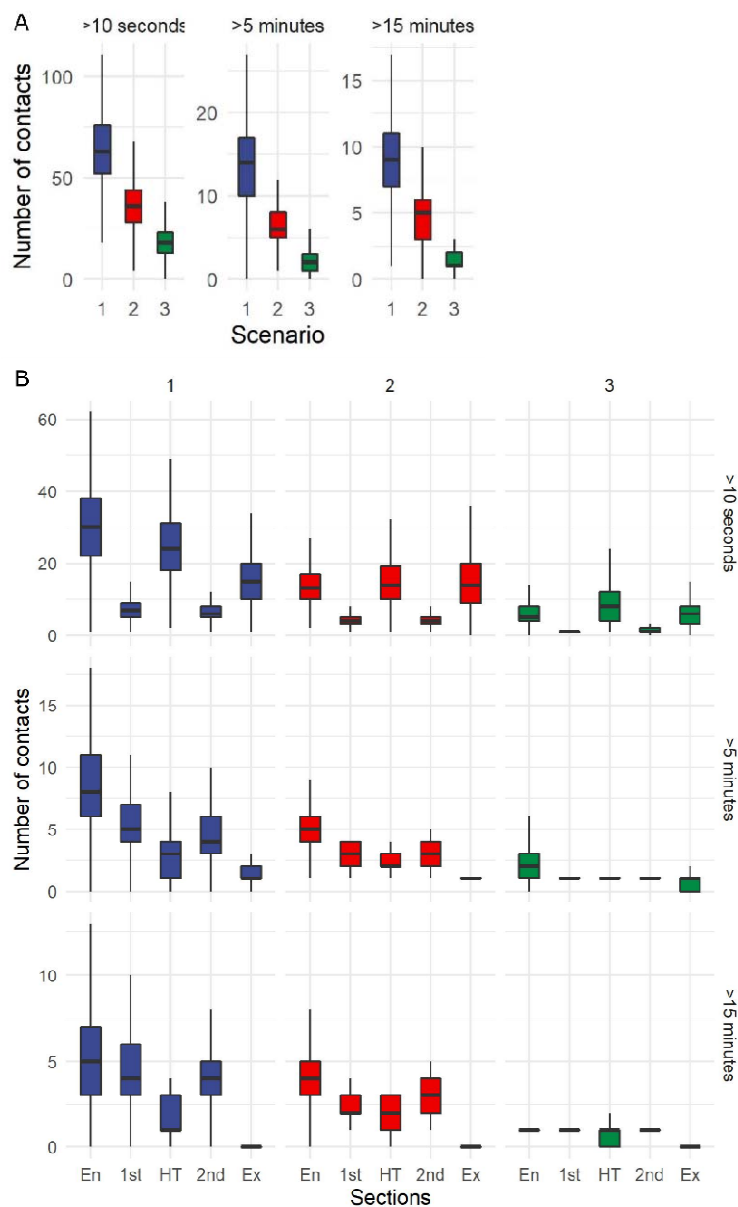 A
>10 seconds >5 minutes >15 minutes
Number of contacts
100
50
0
20
10
0
15
10
5
0
1 2 3 1 2 3 1 2 3
Scenario
B
1 2 3
Number of contacts
60
40
20
0
>10 seconds
15
10
5
0
>5 minutes
10
5
0
>15 minutes
En 1st HT 2nd Ex En 1st HT 2nd Ex En 1st HT 2nd Ex
Sections